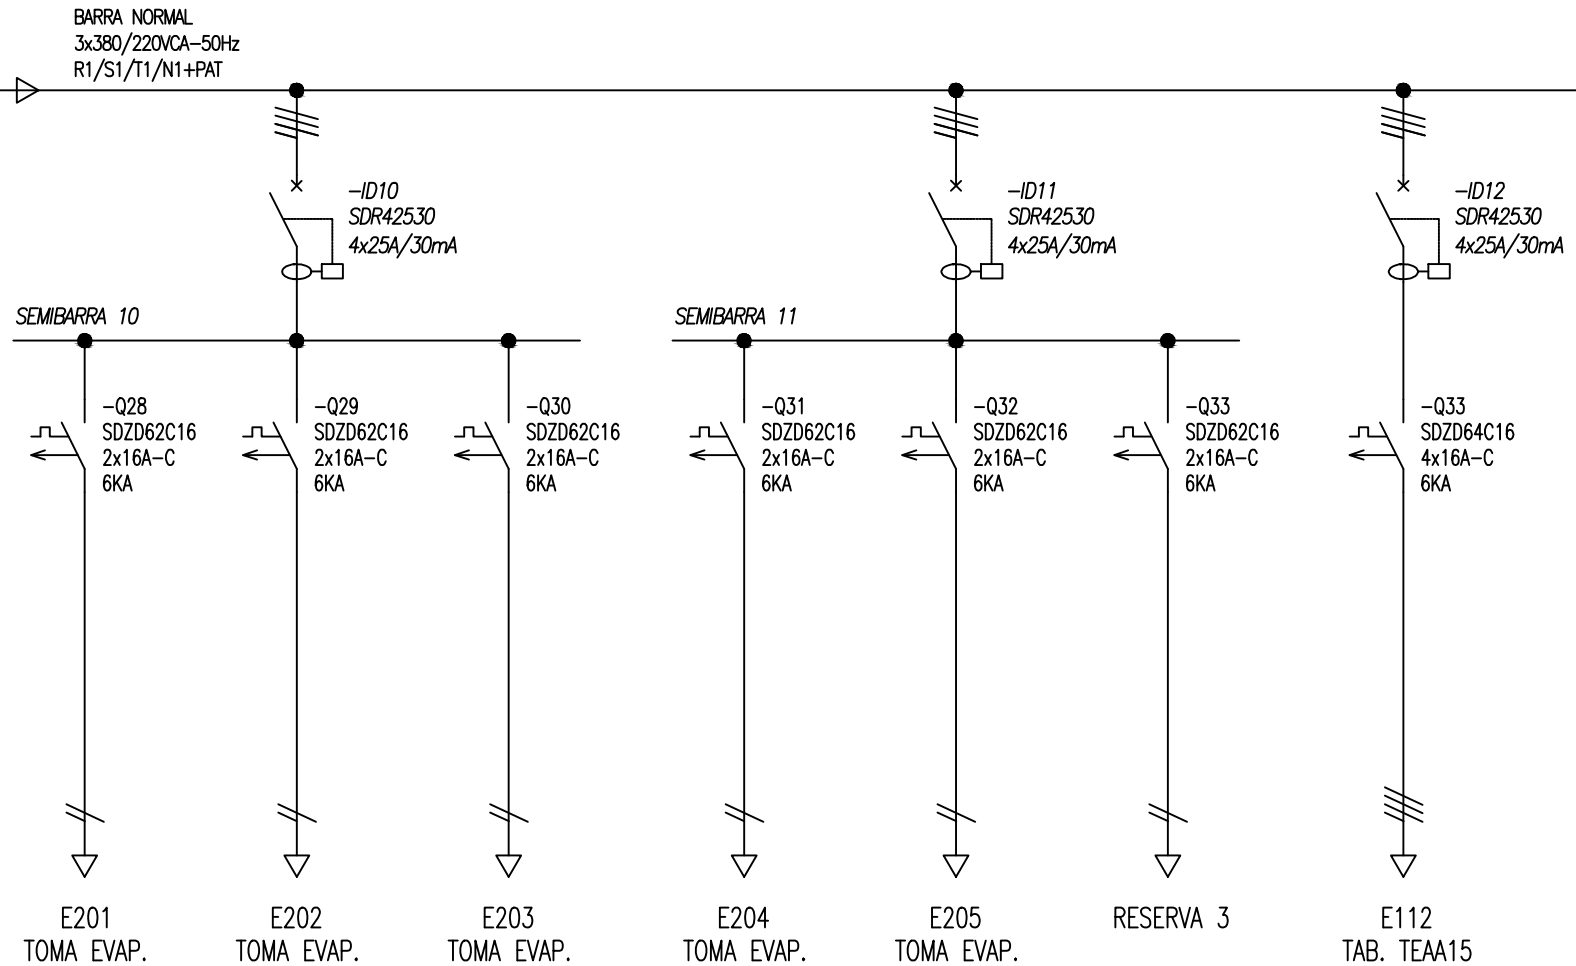 BARRA NORMAL
3x380/220VCA-50Hz
R1/S1/T1/N1+PAT
-ID10
SDR42530
4x25A/30mA
-ID11
SDR42530
4x25A/30mA
-ID12
SDR42530
4x25A/30mA
SEMIBARRA 10
SEMIBARRA 11
-Q28
SDZD62C16
2x16A-C
6KA
-Q29
SDZD62C16
2x16A-C
6KA
-Q30
SDZD62C16
2x16A-C
6KA
-Q31
SDZD62C16
2x16A-C
6KA
-Q32
SDZD62C16
2x16A-C
6KA
-Q33
SDZD62C16
2x16A-C
6KA
-Q33
SDZD64C16
4x16A-C
6KA
E201
TOMA EVAP.
E202
TOMA EVAP.
E203
TOMA EVAP.
E204
TOMA EVAP.
E205
TOMA EVAP.
RESERVA 3
E112
TAB. TEAA15